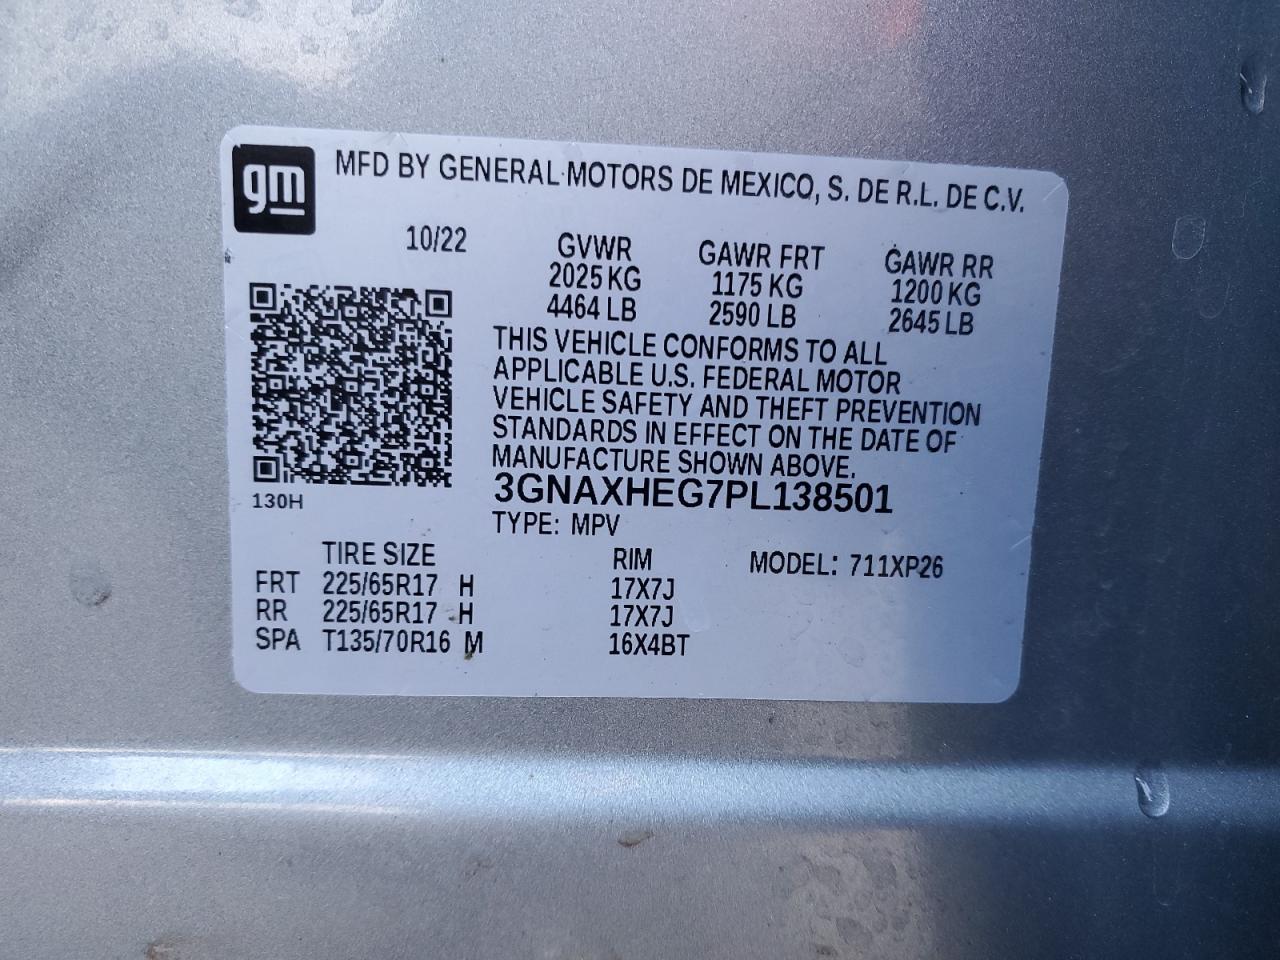 gm
MFD BY GENERAL MOTORS DE MEXICO, S. DE R.L. DE C.V.
10/22
GVWR GAWR FRT GAWR RR
2025 KG 1175 KG 1200 KG
4464 LB 2590 LB 2645 LB
THIS VEHICLE CONFORMS TO ALL
APPLICABLE U.S. FEDERAL MOTOR
VEHICLE SAFETY AND THEFT PREVENTION
STANDARDS IN EFFECT ON THE DATE OF
MANUFACTURE SHOWN ABOVE.
130H
3GNAXHEG7PL138501
TYPE: MPV
TIRE SIZE RIM MODEL: 711XP26
FRT 225/65R17 H 17X7J
RR 225/65R17 H 17X7J
SPA T135/70R16 M 16X4BT